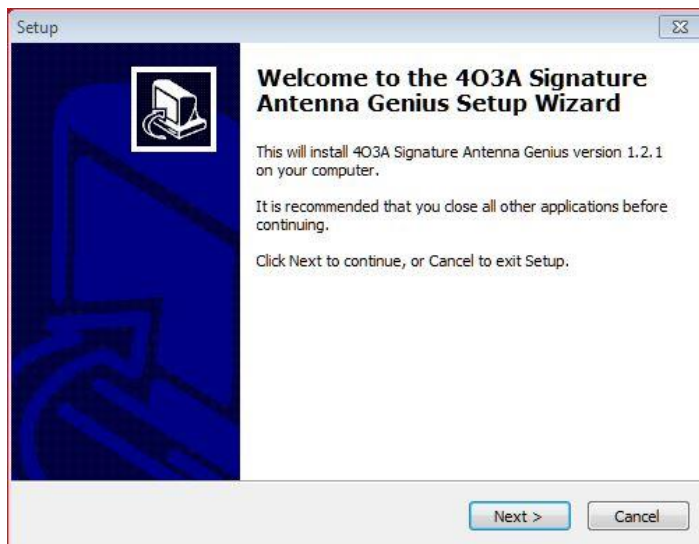 Setup
Welcome to the 4O3A Signature
Antenna Genius Setup Wizard
This will install 4O3A Signature Antenna Genius version 1.2.1
on your computer.
It is recommended that you close all other applications before
continuing.
Click Next to continue, or Cancel to exit Setup.
Next >
Cancel